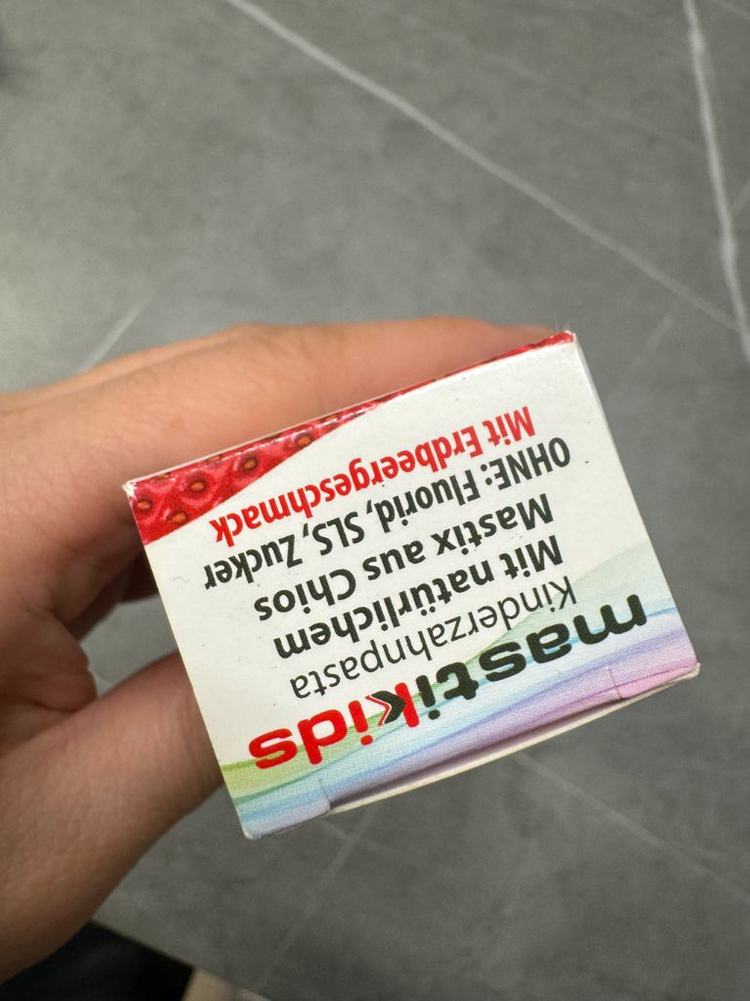 mastikids
Kinderzahnpasta
Mit natürlichem
Mastix aus Chios
OHNE: Fluorid, SLS, Zucker
Mit Erdbeergeschmack